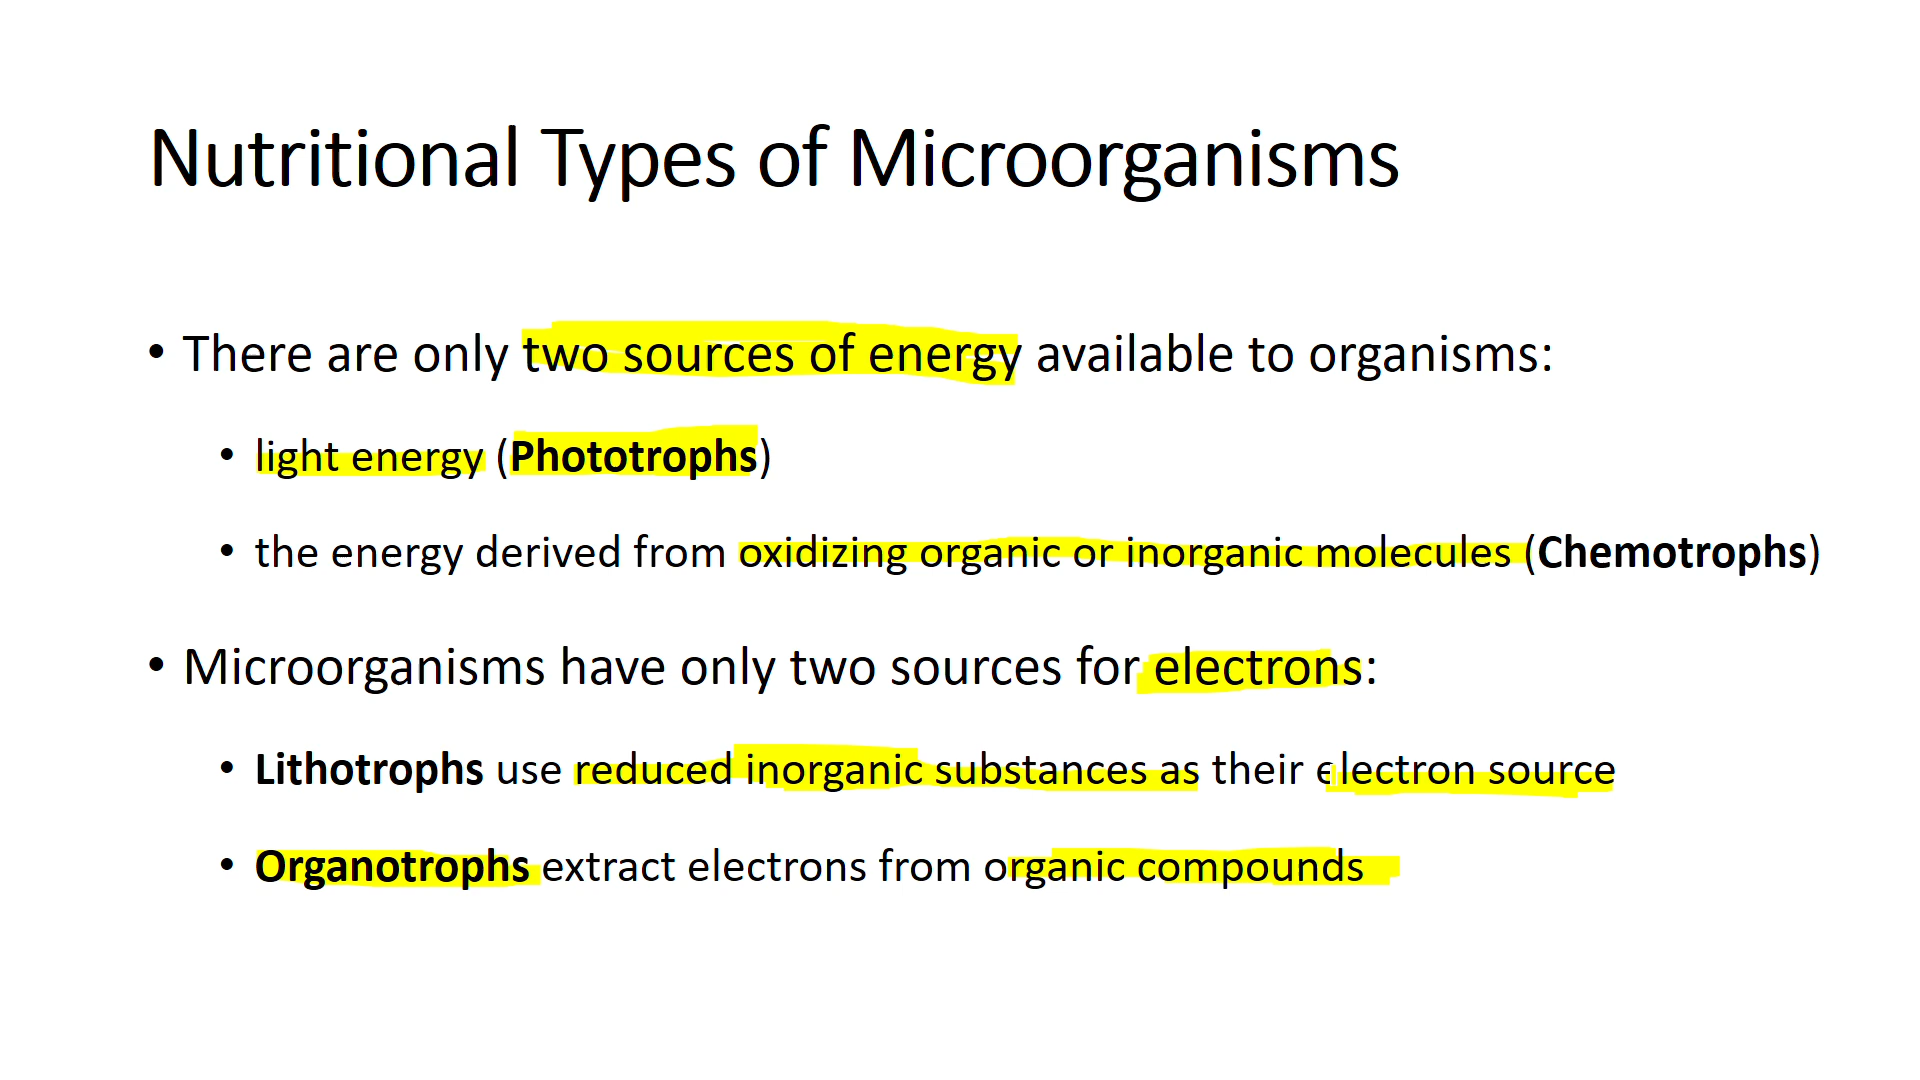 Nutritional Types of Microorganisms
• There are only two sources of energy available to organisms:
• light energy (Phototrophs)
• the energy derived from oxidizing organic or inorganic molecules (Chemotrophs)
• Microorganisms have only two sources for electrons:
• Lithotrophs use reduced inorganic substances as their electron source
• Organotrophs extract electrons from organic compounds